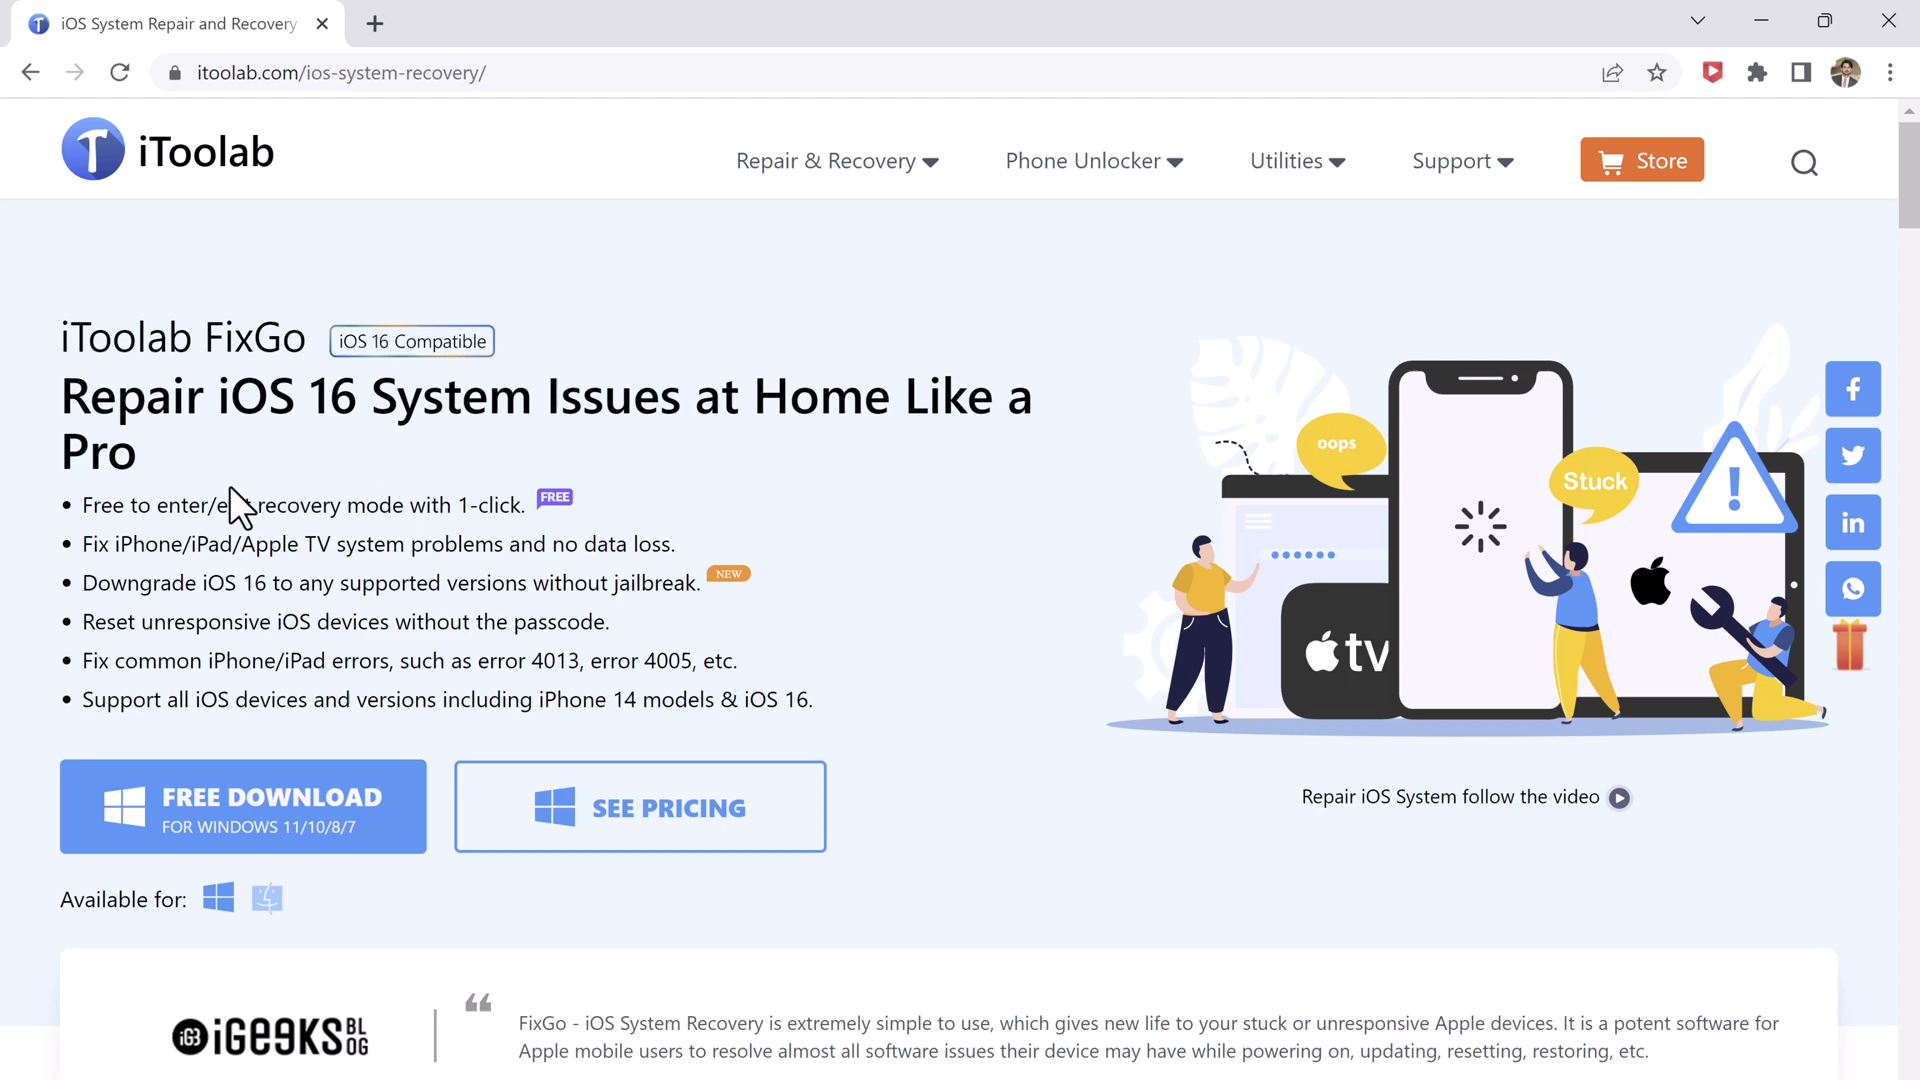 iOS System Repair and Recovery
itoolab.com/ios-system-recovery/
iToolab
Repair & Recovery
Phone Unlocker
Utilities
Support
Store
iToolab FixGo
iOS 16 Compatible
Repair iOS 16 System Issues at Home Like a
Pro
• Free to enter/e recovery mode with 1-click. FREE
• Fix iPhone/iPad/Apple TV system problems and no data loss.
• Downgrade iOS 16 to any supported versions without jailbreak. NEW
• Reset unresponsive iOS devices without the passcode.
• Fix common iPhone/iPad errors, such as error 4013, error 4005, etc.
• Support all iOS devices and versions including iPhone 14 models & iOS 16.
oops
Stuck
tv
FREE DOWNLOAD
FOR WINDOWS 11/10/8/7
SEE PRICING
Repair iOS System follow the video
Available for:
iG3 iGeeKS BLOG
“ FixGo - iOS System Recovery is extremely simple to use, which gives new life to your stuck or unresponsive Apple devices. It is a potent software for
Apple mobile users to resolve almost all software issues their device may have while powering on, updating, resetting, restoring, etc.